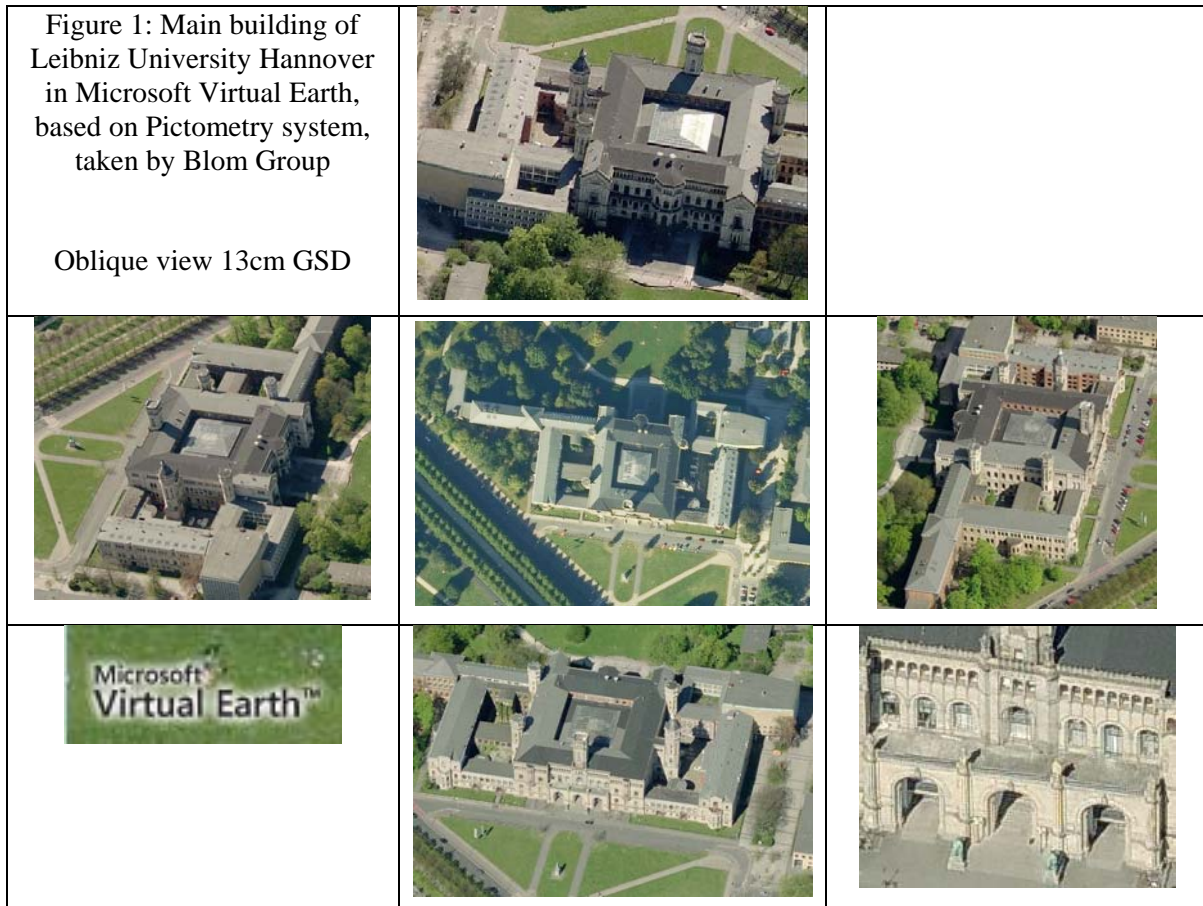 Figure 1: Main building of
Leibniz University Hannover
in Microsoft Virtual Earth,
based on Pictometry system,
taken by Blom Group
Oblique view 13cm GSD
Microsoft
Virtual Earth™